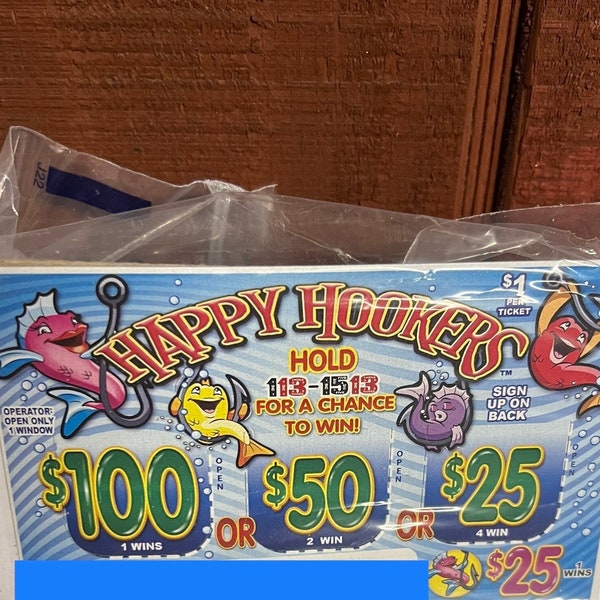 J22
HAPPY HOOKERS™
$1
PER
TICKET
HOLD
113-1513
FOR A CHANCE
TO WIN!
OPERATOR:
OPEN ONLY
1 WINDOW
SIGN
UP ON
BACK
$100
1 WINS
OPEN
OR
$50
2 WIN
OPEN
OR
$25
4 WIN
OPEN
$25
1
WINS